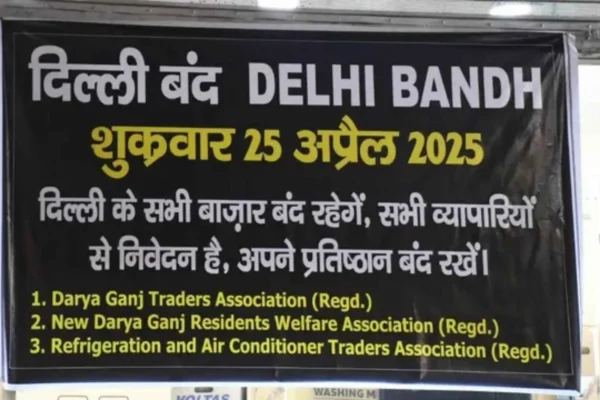 दिल्ली बंद DELHI BANDH
शुक्रवार 25 अप्रैल 2025
दिल्ली के सभी बाज़ार बंद रहेगें, सभी व्यापारियों
से निवेदन है, अपने प्रतिष्ठान बंद रखें।
1. Darya Ganj Traders Association (Regd.)
2. New Darya Ganj Residents Welfare Association (Regd.)
3. Refrigeration and Air Conditioner Traders Association (Regd.)
VOLTAS
WASHING M